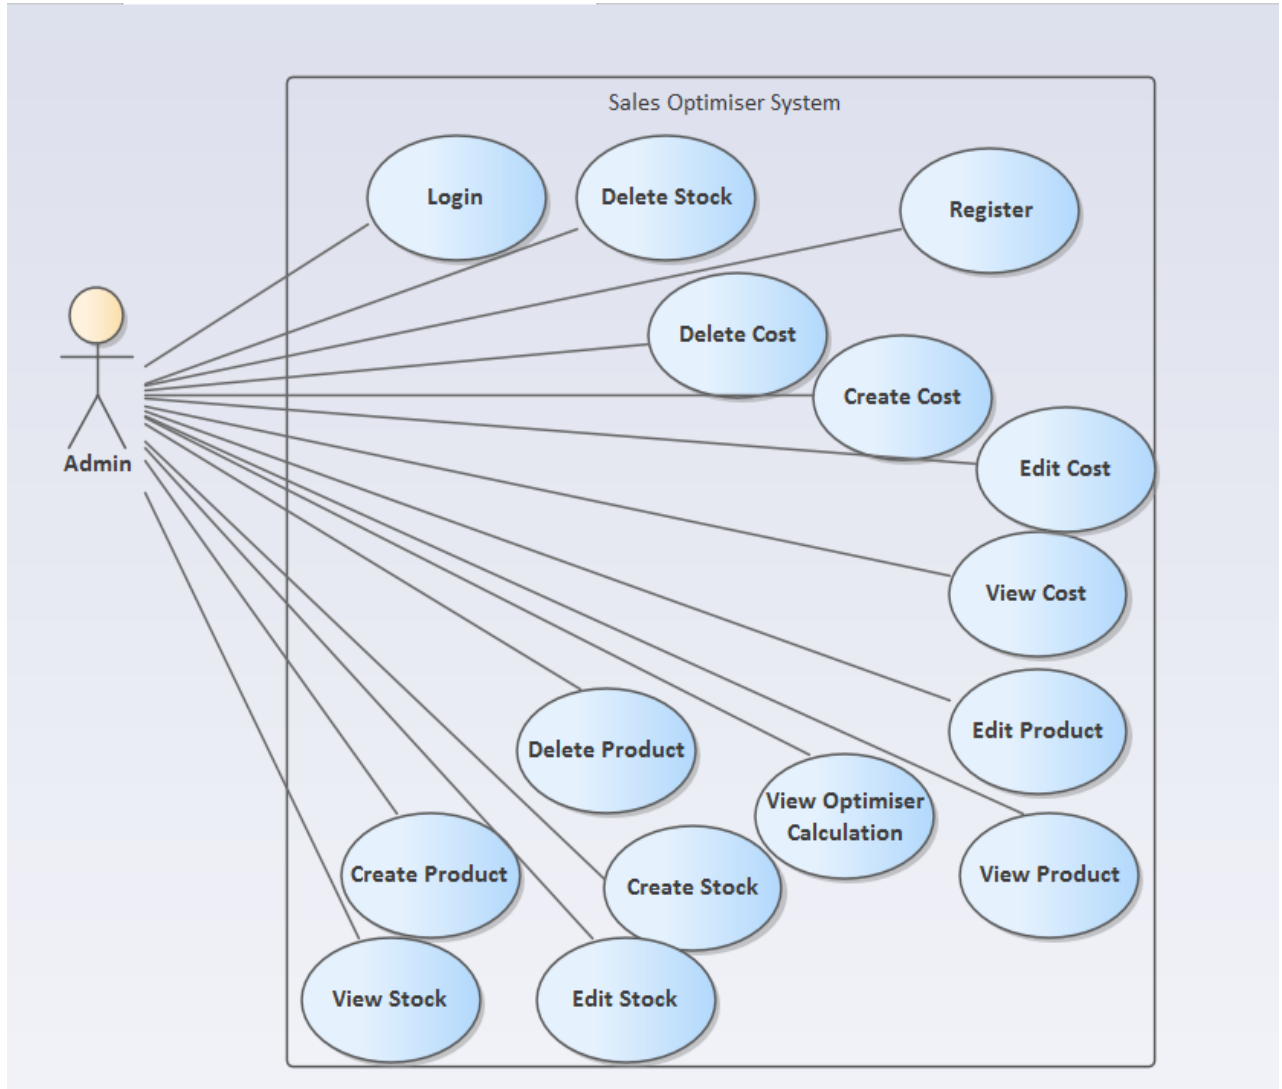 Sales Optimiser System
Login
Delete Stock
Register
Delete Cost
Create Cost
Admin
Edit Cost
View Cost
Edit Product
Delete Product
View Optimiser
Calculation
Create Product
Create Stock
View Product
View Stock
Edit Stock